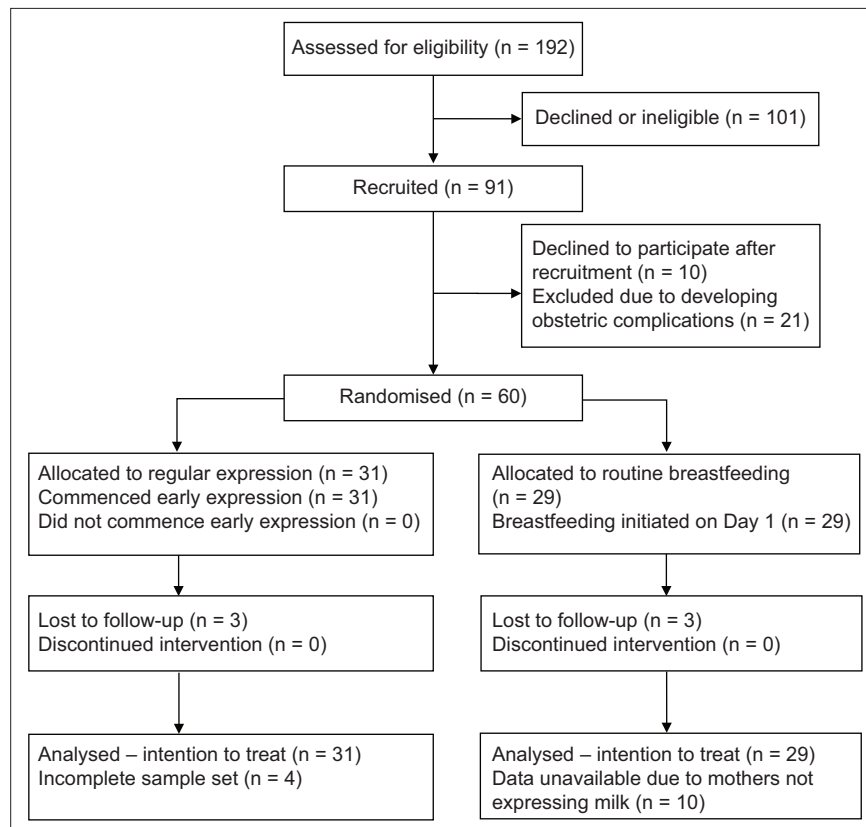 Assessed for eligibility (n = 192)
Declined or ineligible (n = 101)
Recruited (n = 91)
Declined to participate after
recruitment (n = 10)
Excluded due to developing
obstetric complications (n = 21)
Randomised (n = 60)
Allocated to regular expression (n = 31)
Commenced early expression (n = 31)
Did not commence early expression (n = 0)
Allocated to routine breastfeeding
(n = 29)
Breastfeeding initiated on Day 1 (n = 29)
Lost to follow-up (n = 3)
Discontinued intervention (n = 0)
Lost to follow-up (n = 3)
Discontinued intervention (n = 0)
Analysed – intention to treat (n = 31)
Incomplete sample set (n = 4)
Analysed – intention to treat (n = 29)
Data unavailable due to mothers not
expressing milk (n = 10)